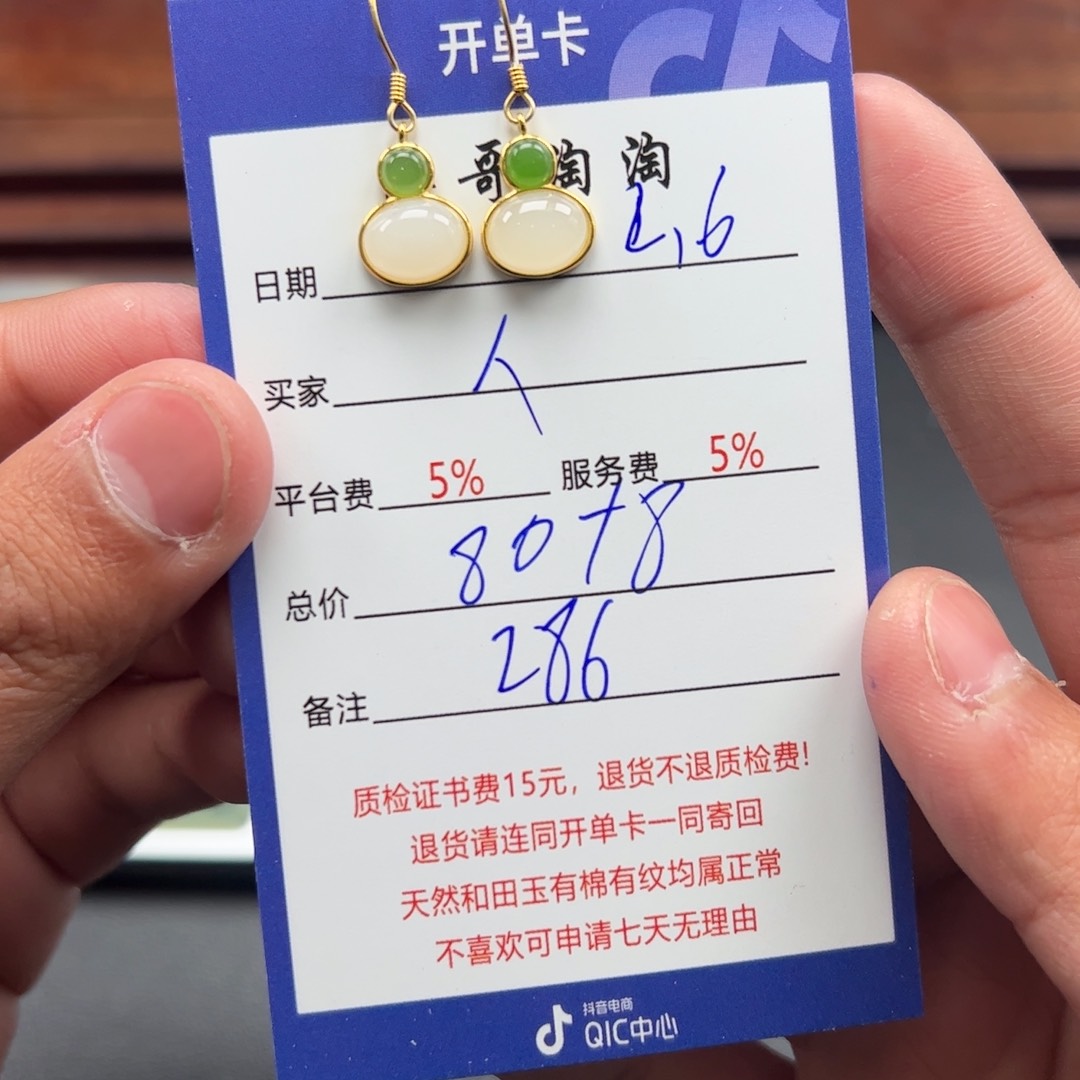 开单卡
哥淘淘
日期 2,6
买家 人
平台费 5% 服务费 5%
总价 80+8
备注 286
质检证书费15元，退货不退质检费!
退货请连同开单卡一同寄回
天然和田玉有棉有纹均属正常
不喜欢可申请七天无理由
抖音电商
QIC中心